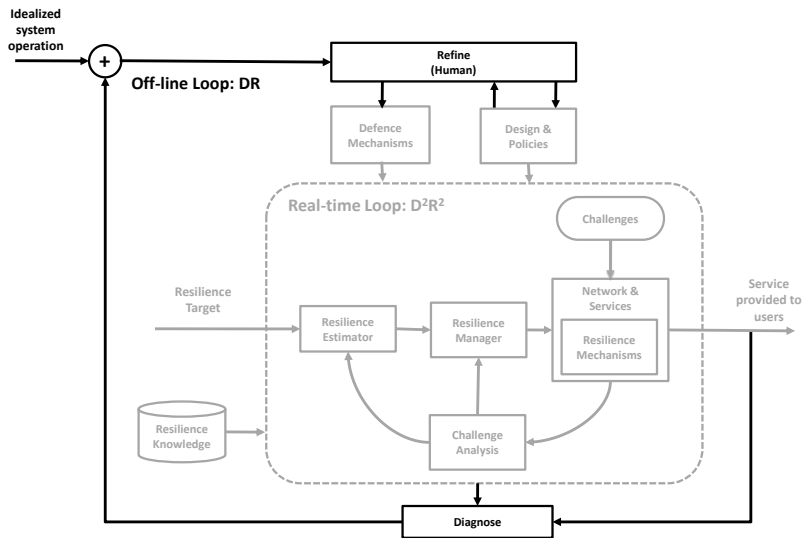 Idealized
system
operation
+
Off-line Loop: DR
Refine
(Human)
Defence
Mechanisms
Design &
Policies
Real-time Loop: D²R²
Challenges
Resilience
Target
Resilience
Estimator
Resilience
Manager
Network &
Services
Resilience
Mechanisms
Service
provided to
users
Resilience
Knowledge
Challenge
Analysis
Diagnose